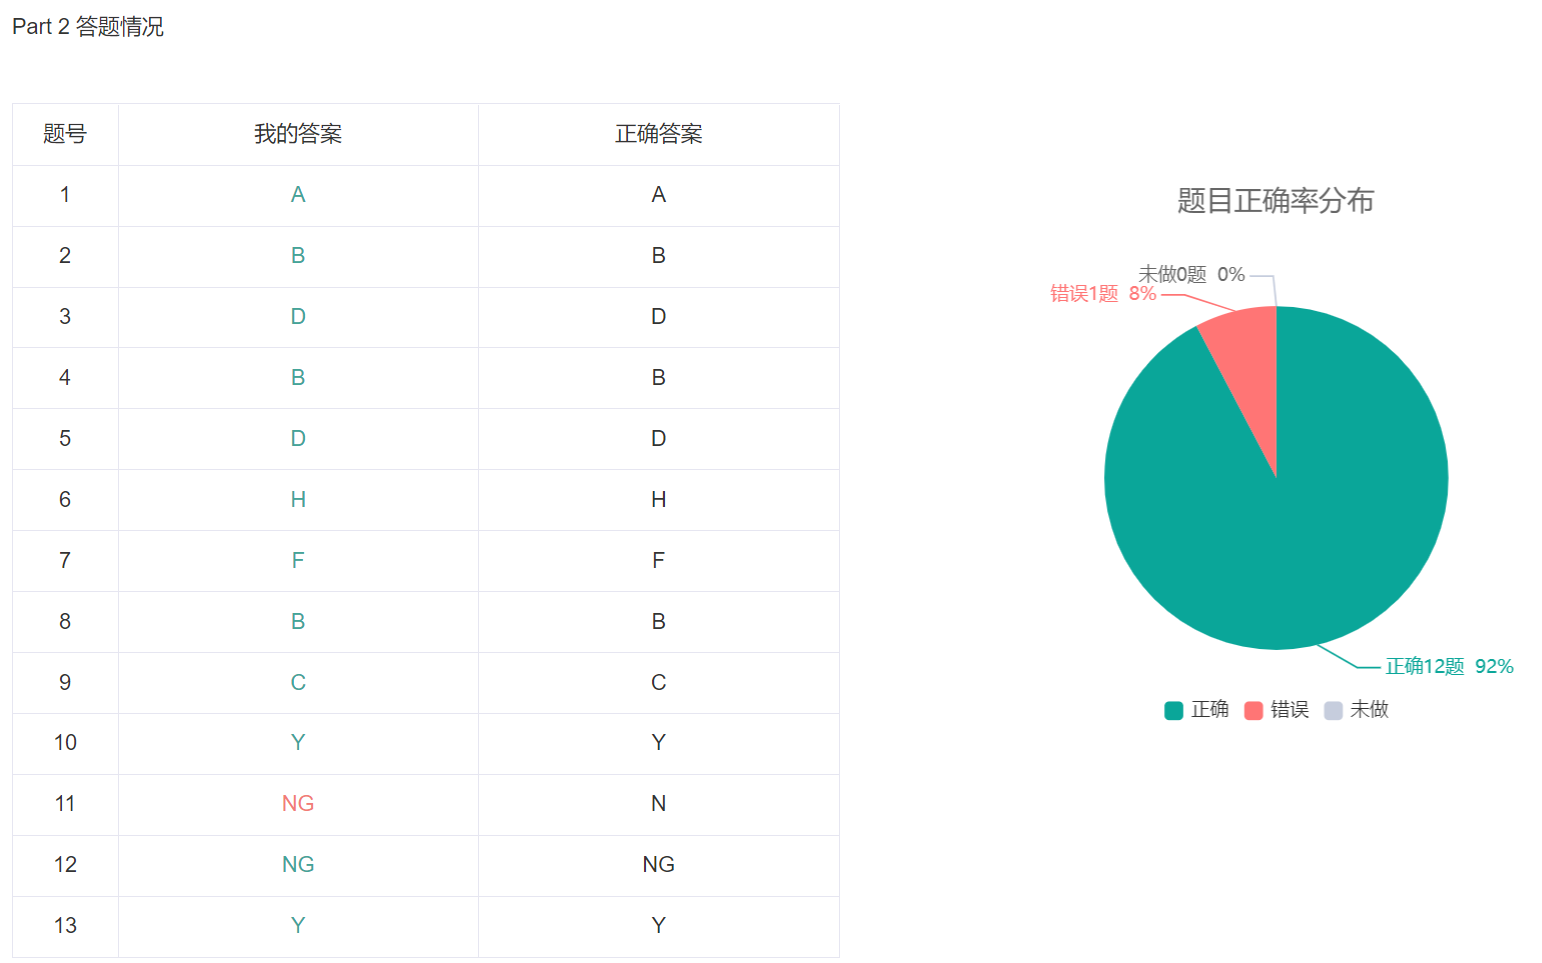 Part 2 答题情况
题号 我的答案 正确答案
1 A A
2 B B
3 D D
4 B B
5 D D
6 H H
7 F F
8 B B
9 C C
10 Y Y
11 NG N
12 NG NG
13 Y Y
题目正确率分布
未做0题 0%
错误1题 8%
正确12题 92%
正确 错误 未做